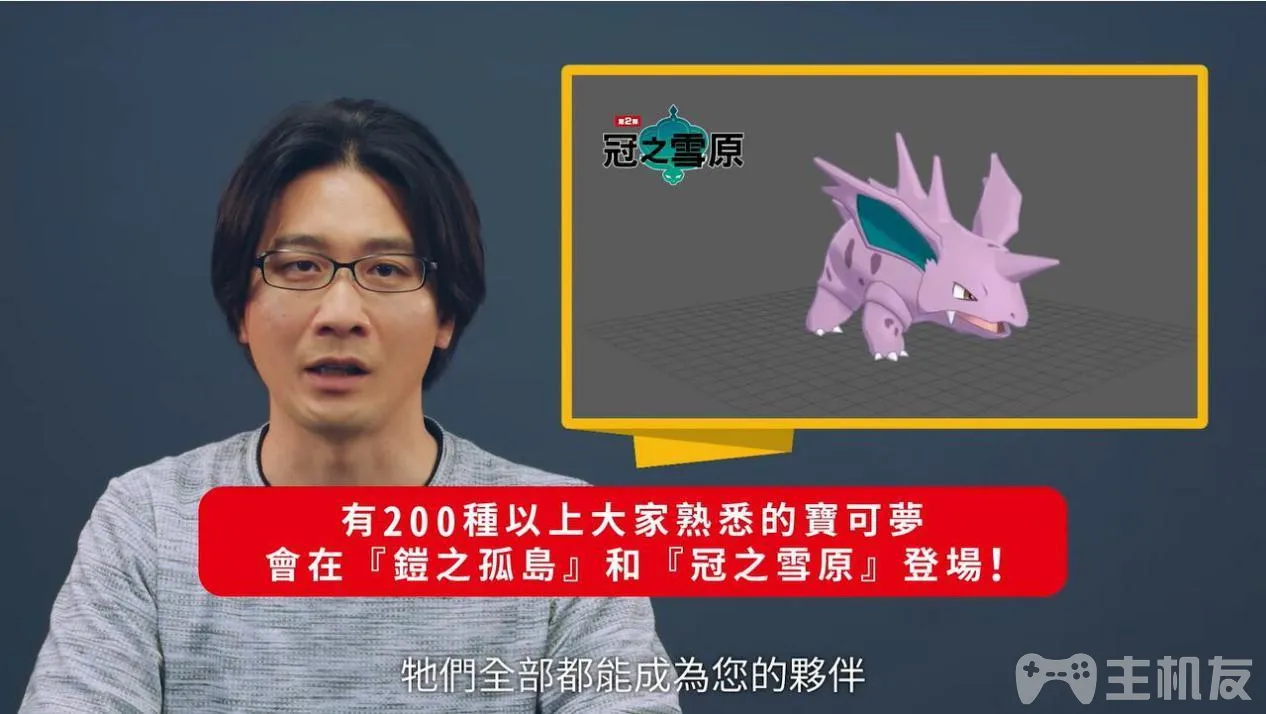 第2彈
冠之雪原
有200種以上大家熟悉的寶可夢
會在『鎧之孤島』和『冠之雪原』登場!
牠們全部都能成為您的夥伴
主机友